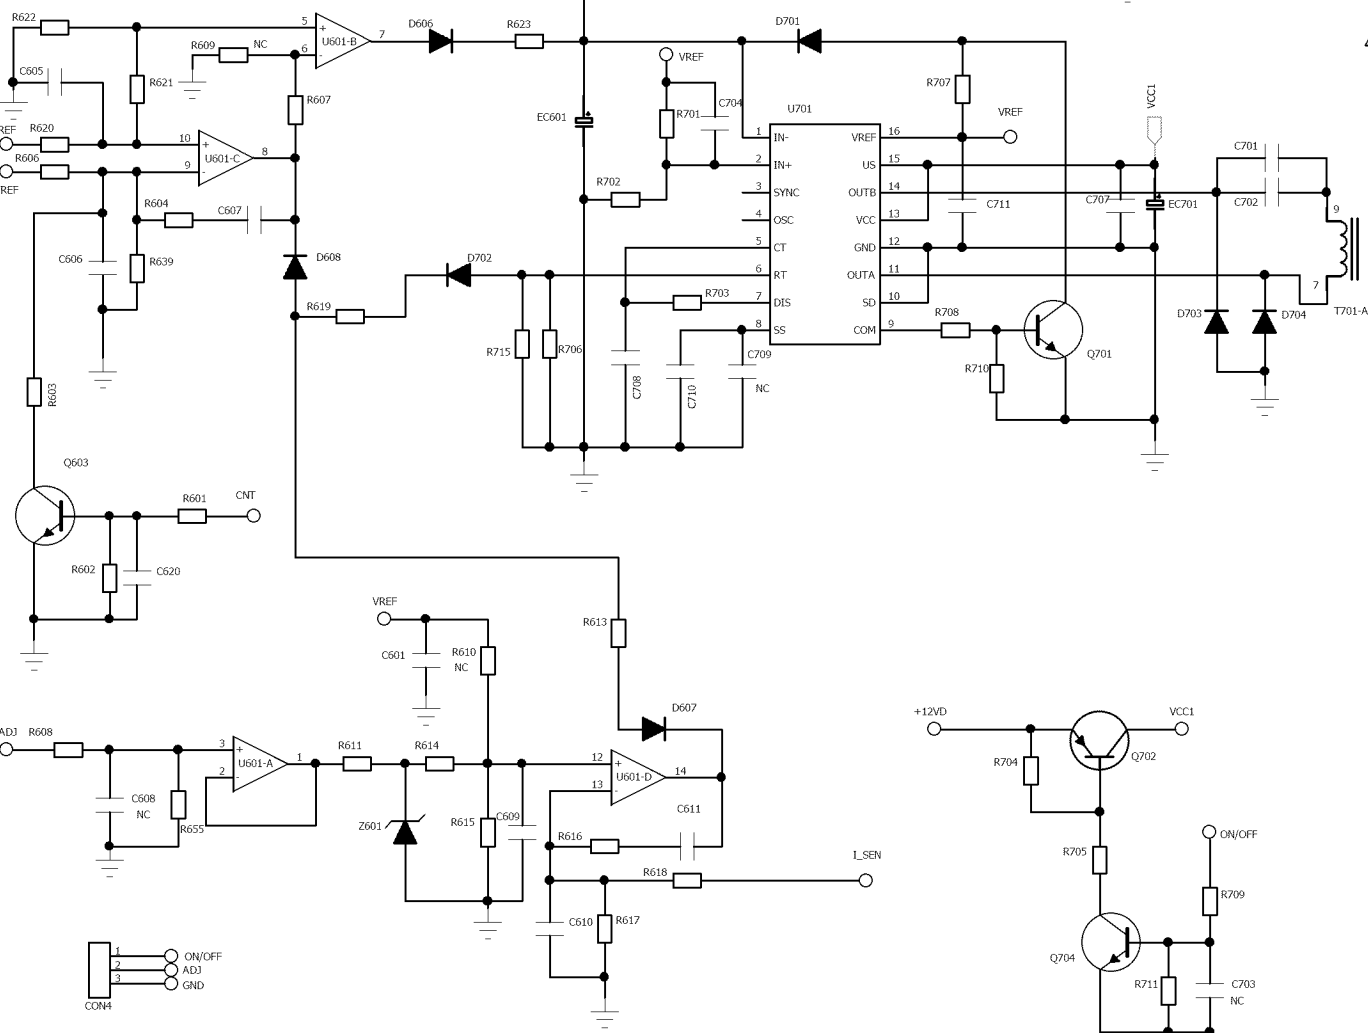 R622
5
7
D606
R623
D701
U601-B
+
-
R609
NC
6
C605
R621
R607
VREF
R701
C704
R707
VREF
VCC1
EC601
U701
REF
R620
10
+
U601-C
8
R606
9
-
VREF
1
IN-
VREF
16
2
IN+
US
15
3
SYNC
OUTB
14
4
OSC
VCC
13
5
CT
GND
12
6
RT
OUTA
11
7
DIS
SD
10
8
SS
COM
9
C701
C702
R702
R604
C607
C711
C707
EC701
9
7
T701-A
C606
R639
D608
D702
R619
R703
R708
D703
D704
R715
R706
C708
C710
C709
NC
R710
Q701
R603
Q603
R601
CNT
R602
C620
VREF
C601
R610
NC
R613
D607
ADJ
R608
3
+
U601-A
1
2
-
R611
R614
12
+
U601-D
14
13
-
C608
NC
R655
Z601
R615
C609
R616
C611
I_SEN
R618
C610
R617
+12VD
VCC1
R704
Q702
R705
ON/OFF
R709
Q704
R711
C703
NC
1
ON/OFF
2
ADJ
3
GND
CON4